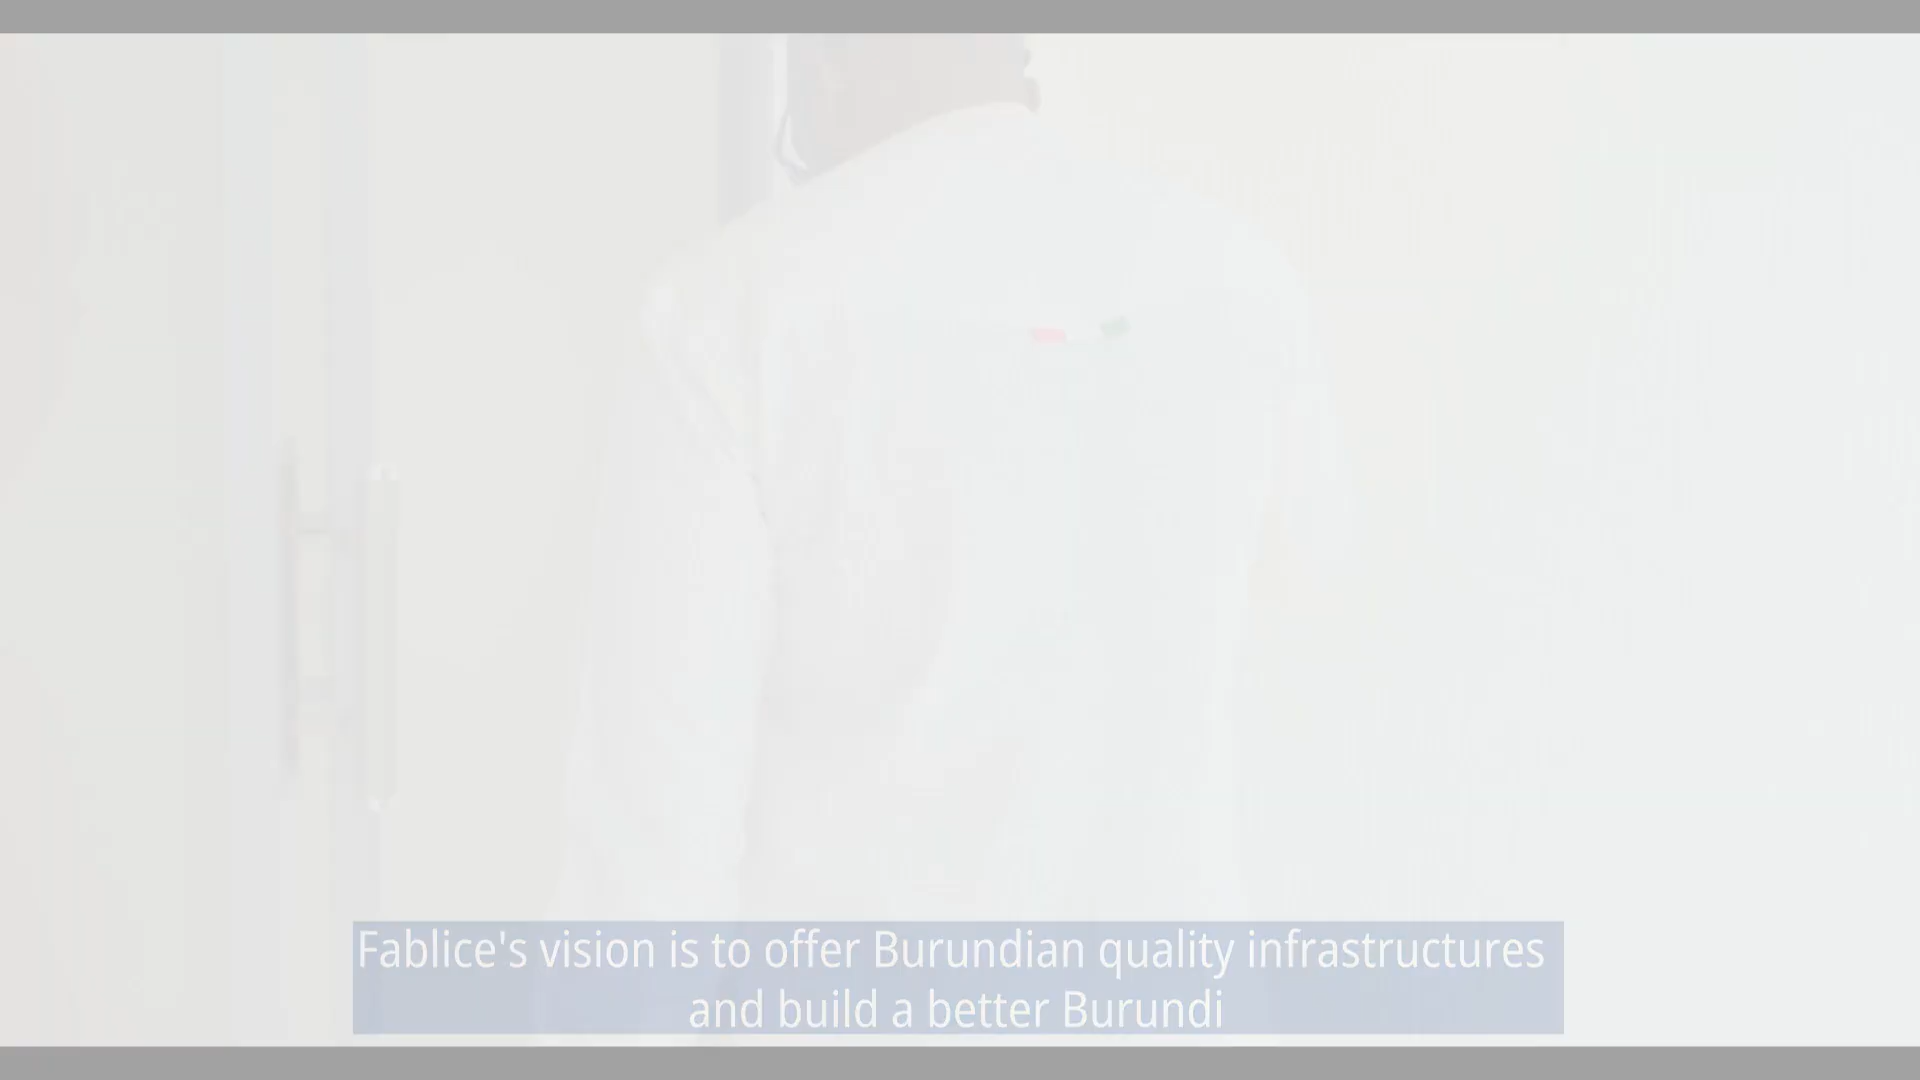 Fablice's vision is to offer Burundian quality infrastructures
and build a better Burundi